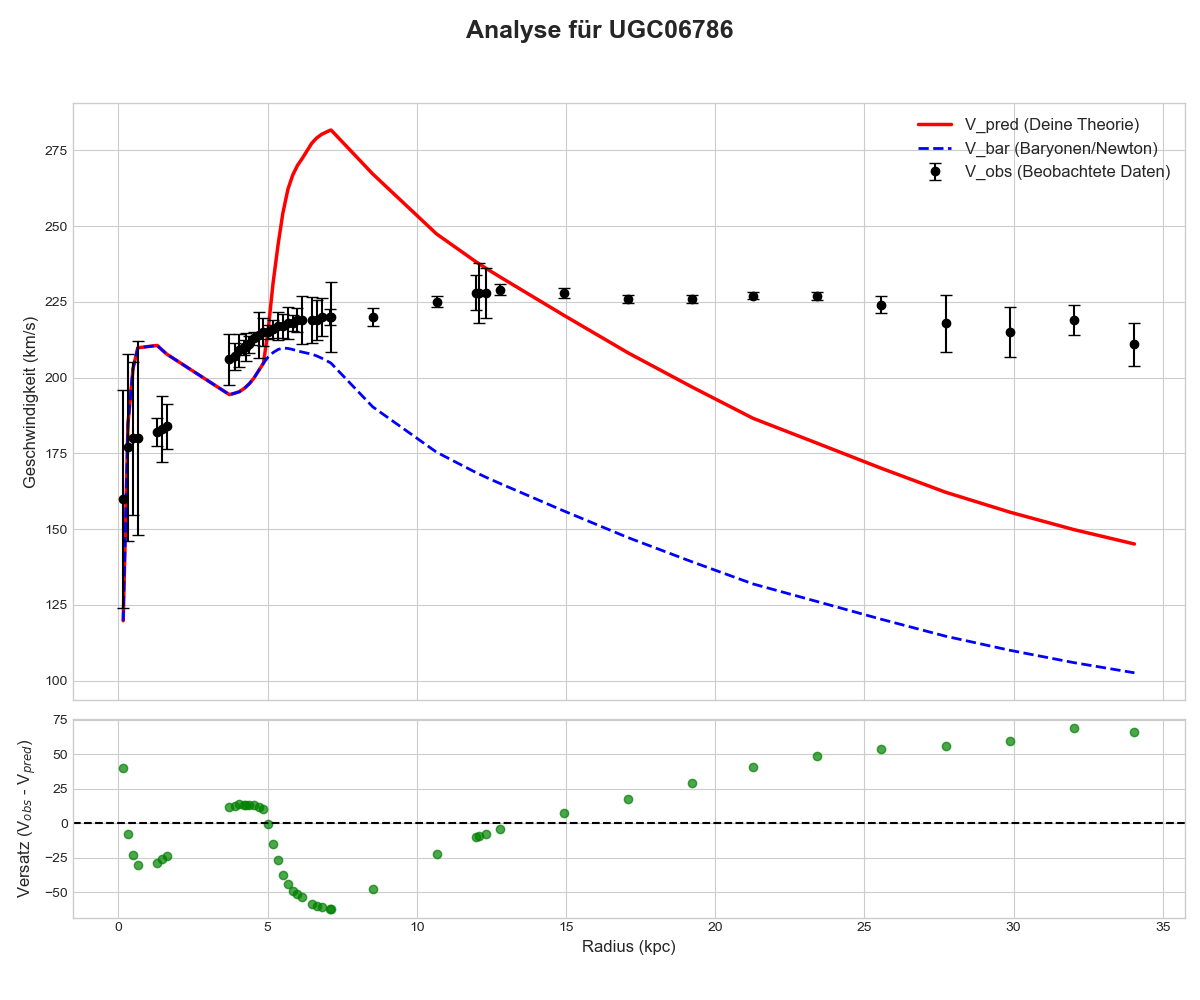 Analyse für UGC06786
V_pred (Deine Theorie)
V_bar (Baryonen/Newton)
V_obs (Beobachtete Daten)
Geschwindigkeit (km/s)
275
250
225
200
175
150
125
100
Versatz (V_obs - V_pred)
75
50
25
0
−25
−50
0 5 10 15 20 25 30 35
Radius (kpc)